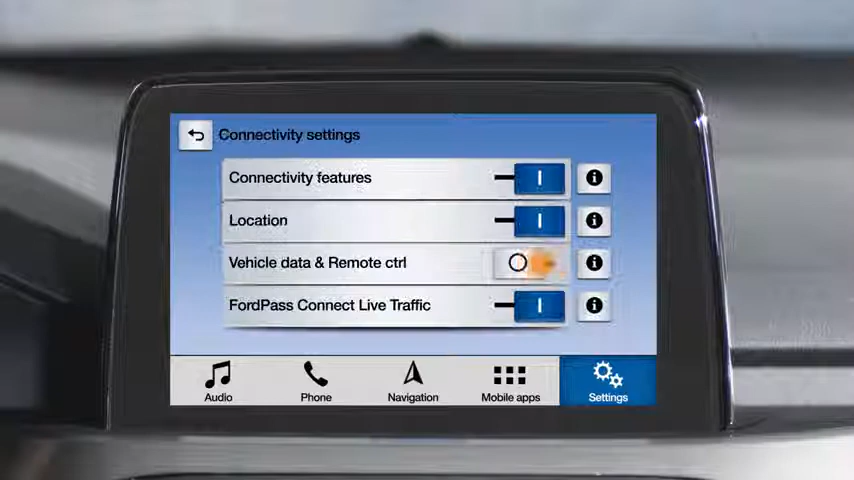 Connectivity settings
Connectivity features
Location
Vehicle data & Remote ctrl
FordPass Connect Live Traffic
Audio
Phone
Navigation
Mobile apps
Settings